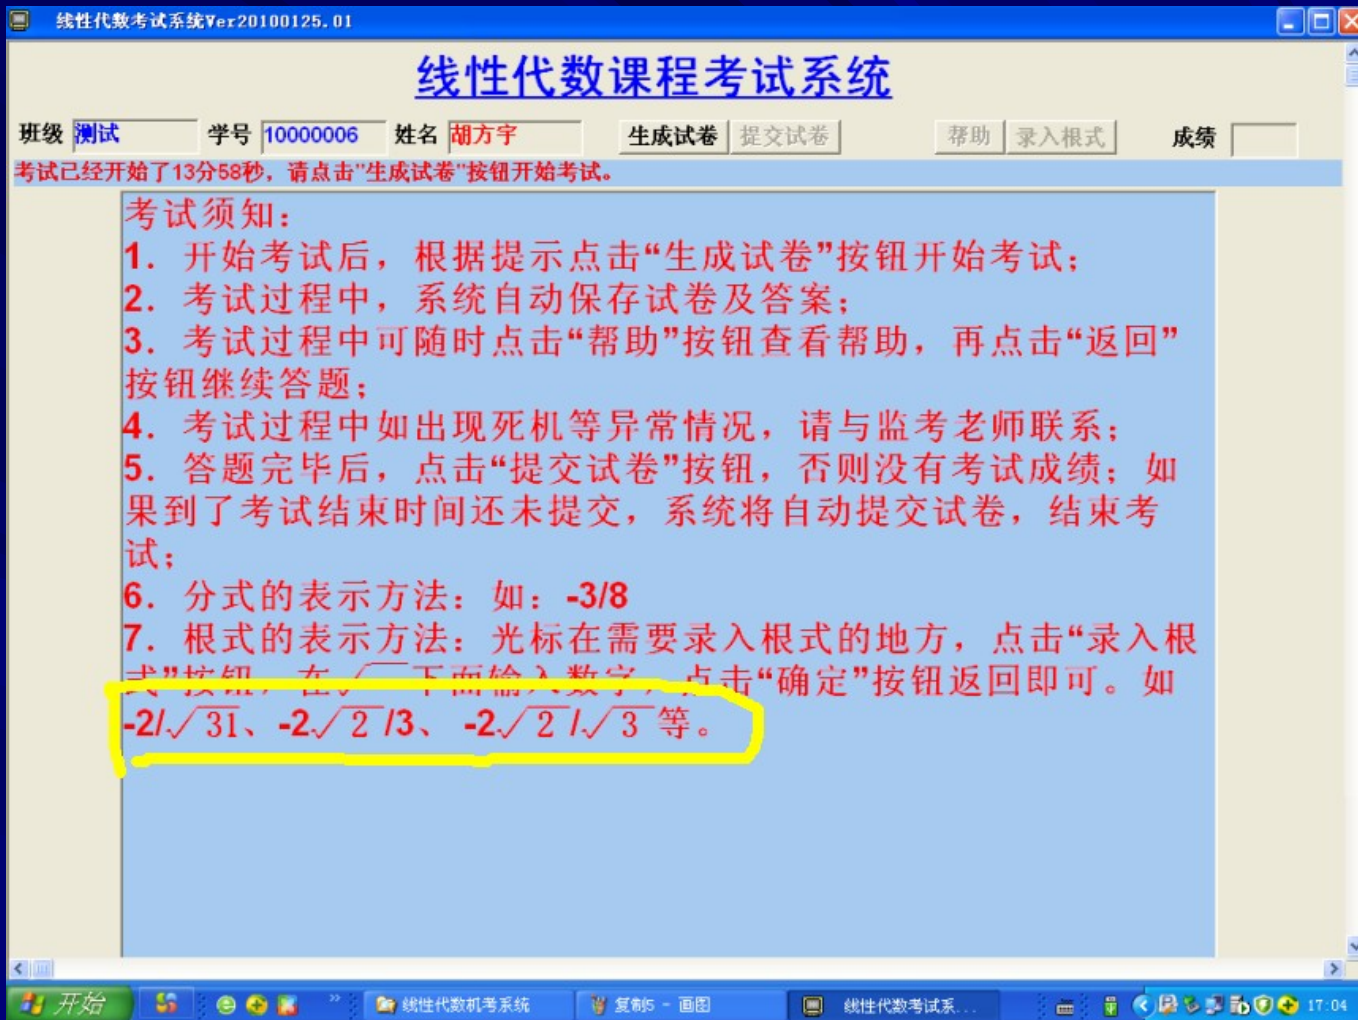 线性代数考试系统Ver20100125.01
线性代数课程考试系统
班级 测试 学号 10000006 姓名 胡方宇 生成试卷 提交试卷 帮助 录入根式 成绩
考试已经开始了13分58秒，请点击"生成试卷"按钮开始考试。
考试须知：
1. 开始考试后，根据提示点击“生成试卷”按钮开始考试；
2. 考试过程中，系统自动保存试卷及答案；
3. 考试过程中可随时点击“帮助”按钮查看帮助，再点击“返回”
按钮继续答题；
4. 考试过程中如出现死机等异常情况，请与监考老师联系；
5. 答题完毕后，点击“提交试卷”按钮，否则没有考试成绩；如
果到了考试结束时间还未提交，系统将自动提交试卷，结束考
试；
6. 分式的表示方法：如：-3/8
7. 根式的表示方法：光标在需要录入根式的地方，点击“录入根
式”按钮，在√ 下面输入数字，点击“确定”按钮返回即可。如
-2/√31、-2√2/3、 -2√2/√3等。
开始 线性代数机考系统 复制5 - 画图 线性代数考试系... 17:04